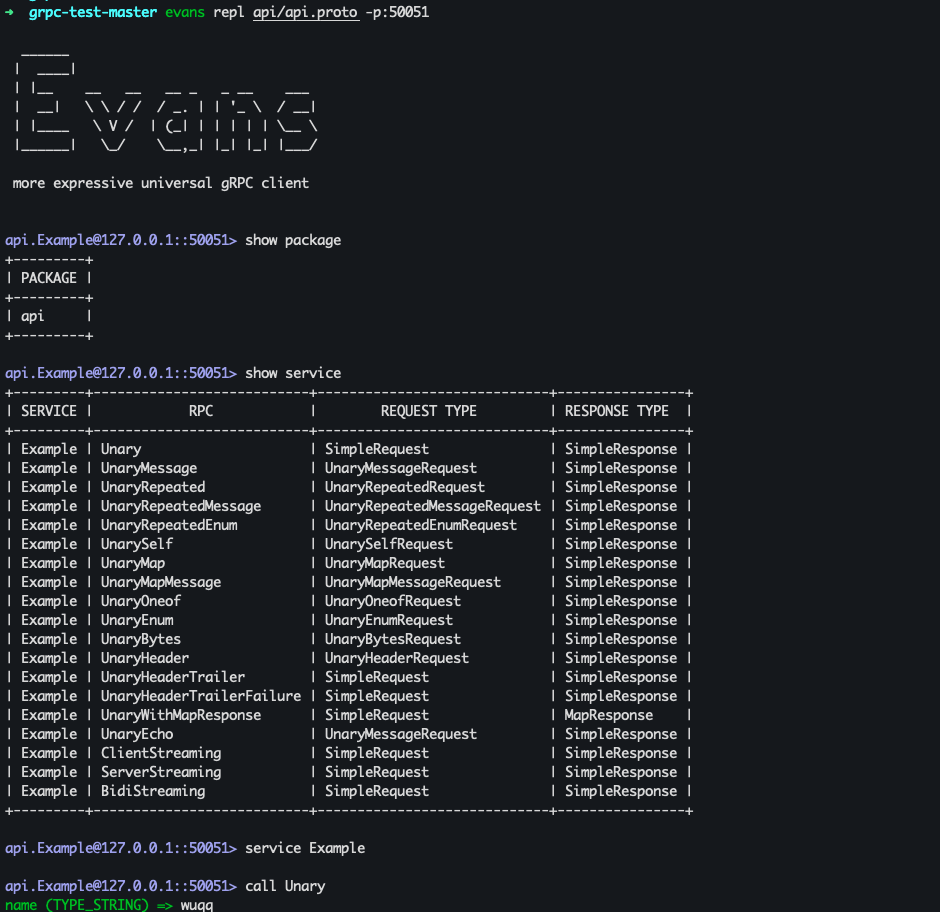 ➜  grpc-test-master evans repl api/api.proto -p:50051
  ______
 |  ____|
 | |__    __   __   __ _   _ __    ___
 |  __|   \ \ / /  / _. | | '_ \  / __|
 | |____   \ V /  | (_| | | | | | \__ \
 |______|   \_/    \__,_| |_| |_| |___/
 more expressive universal gRPC client
api.Example@127.0.0.1::50051> show package
+---------+
| PACKAGE |
+---------+
| api     |
+---------+
api.Example@127.0.0.1::50051> show service
+---------+---------------------------+-----------------------------+----------------+
| SERVICE |            RPC            |        REQUEST TYPE         | RESPONSE TYPE  |
+---------+---------------------------+-----------------------------+----------------+
| Example | Unary                     | SimpleRequest               | SimpleResponse |
| Example | UnaryMessage              | UnaryMessageRequest         | SimpleResponse |
| Example | UnaryRepeated             | UnaryRepeatedRequest        | SimpleResponse |
| Example | UnaryRepeatedMessage      | UnaryRepeatedMessageRequest | SimpleResponse |
| Example | UnaryRepeatedEnum         | UnaryRepeatedEnumRequest    | SimpleResponse |
| Example | UnarySelf                 | UnarySelfRequest            | SimpleResponse |
| Example | UnaryMap                  | UnaryMapRequest             | SimpleResponse |
| Example | UnaryMapMessage           | UnaryMapMessageRequest      | SimpleResponse |
| Example | UnaryOneof                | UnaryOneofRequest           | SimpleResponse |
| Example | UnaryEnum                 | UnaryEnumRequest            | SimpleResponse |
| Example | UnaryBytes                | UnaryBytesRequest           | SimpleResponse |
| Example | UnaryHeader               | UnaryHeaderRequest          | SimpleResponse |
| Example | UnaryHeaderTrailer        | SimpleRequest               | SimpleResponse |
| Example | UnaryHeaderTrailerFailure | SimpleRequest               | SimpleResponse |
| Example | UnaryWithMapResponse      | SimpleRequest               | MapResponse    |
| Example | UnaryEcho                 | UnaryMessageRequest         | SimpleResponse |
| Example | ClientStreaming           | SimpleRequest               | SimpleResponse |
| Example | ServerStreaming           | SimpleRequest               | SimpleResponse |
| Example | BidiStreaming             | SimpleRequest               | SimpleResponse |
+---------+---------------------------+-----------------------------+----------------+
api.Example@127.0.0.1::50051> service Example
api.Example@127.0.0.1::50051> call Unary
name (TYPE_STRING) => wuqq